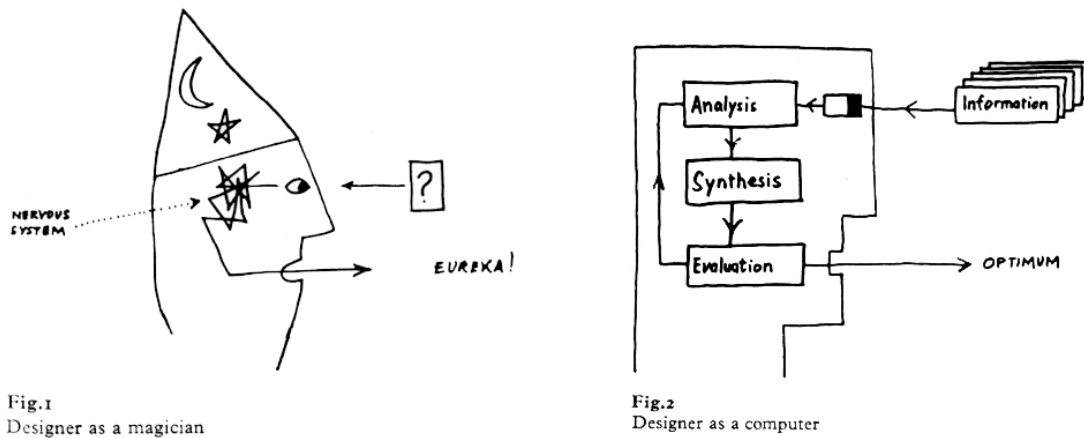 ?
NERVOUS
SYSTEM
EUREKA!
Fig.1
Designer as a magician
Analysis
Information
Synthesis
Evaluation
OPTIMUM
Fig.2
Designer as a computer